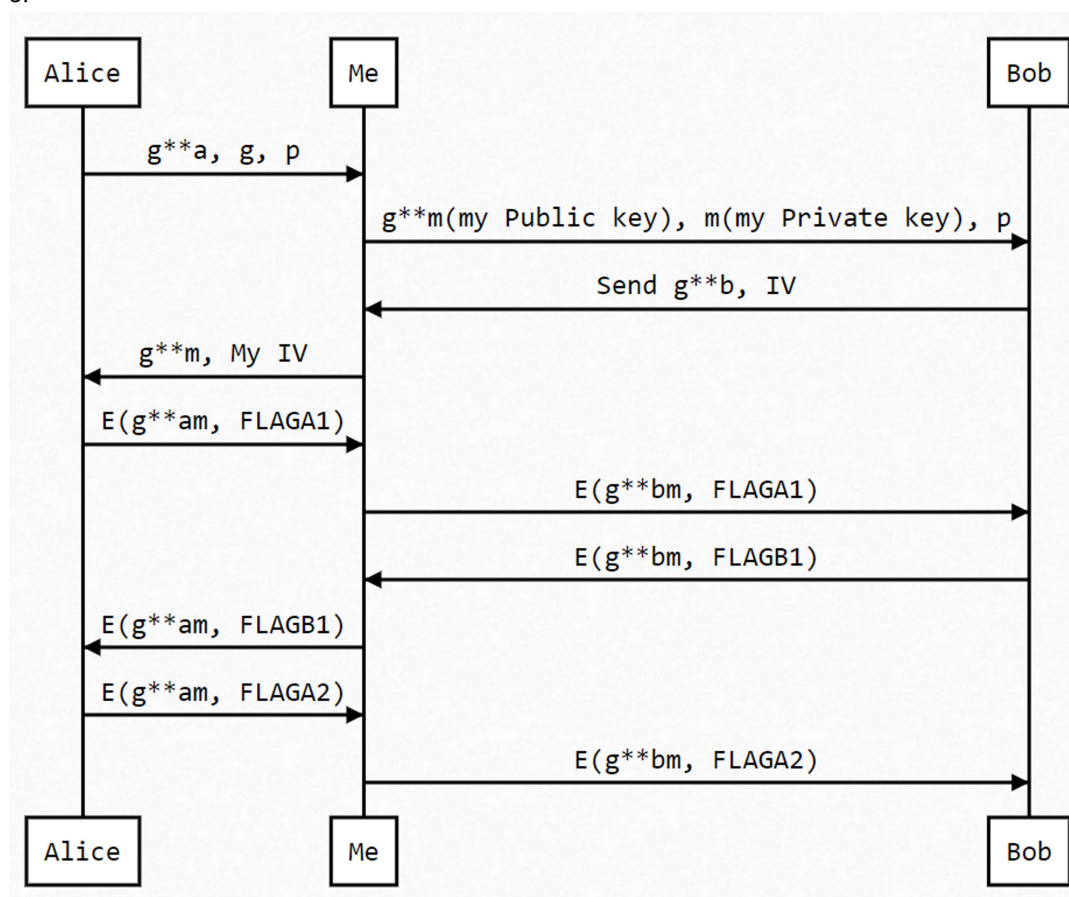 Alice Me Bob
g**a, g, p
g**m(my Public key), m(my Private key), p
Send g**b, IV
g**m, My IV
E(g**am, FLAGA1)
E(g**bm, FLAGA1)
E(g**bm, FLAGB1)
E(g**am, FLAGB1)
E(g**am, FLAGA2)
E(g**bm, FLAGA2)
Alice Me Bob